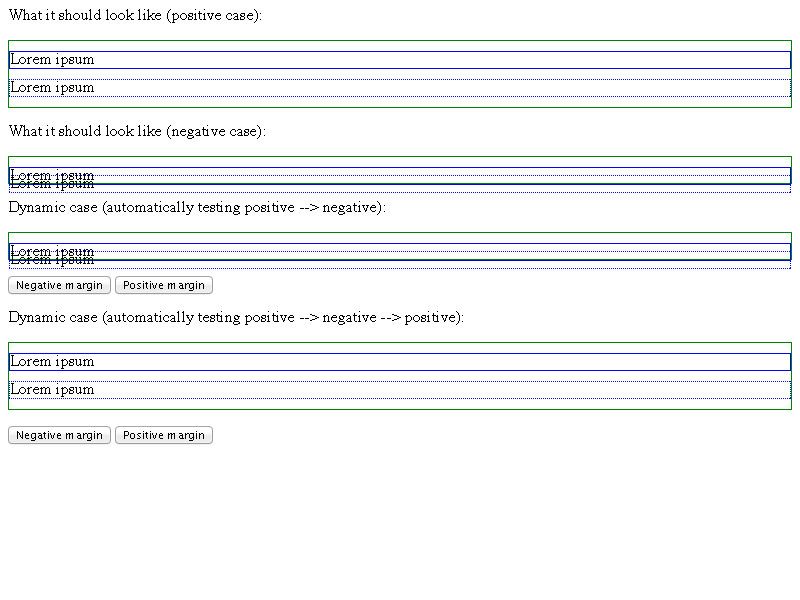 What it should look like (positive case):
Lorem ipsum
Lorem ipsum
What it should look like (negative case):
Lorem ipsum
Lorem ipsum
Dynamic case (automatically testing positive --> negative):
Lorem ipsum
Lorem ipsum
Negative margin Positive margin
Dynamic case (automatically testing positive --> negative --> positive):
Lorem ipsum
Lorem ipsum
Negative margin Positive margin